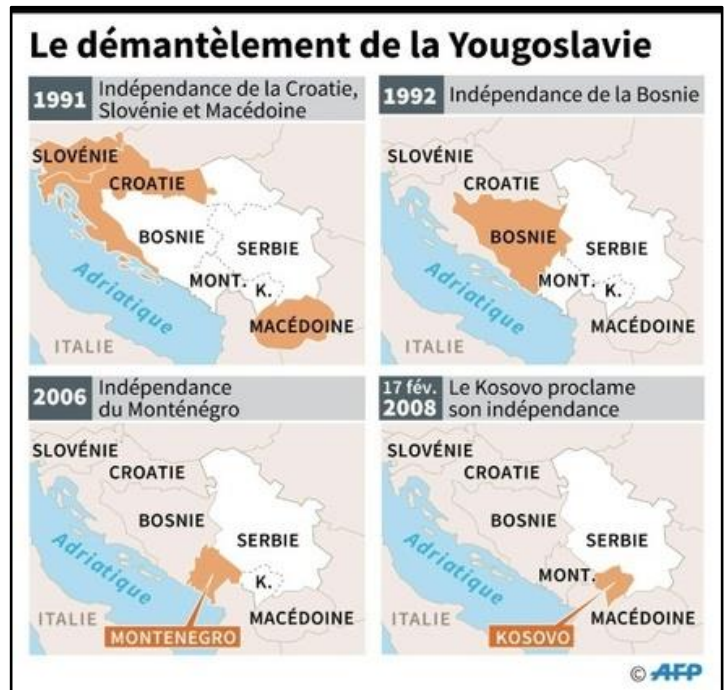 Le démantèlement de la Yougoslavie
1991
Indépendance de la Croatie,
Slovénie et Macédoine
SLOVÉNIE
CROATIE
BOSNIE
SERBIE
MONT.
K.
Adriatique
MACÉDOINE
ITALIE
1992
Indépendance de la Bosnie
SLOVÉNIE
CROATIE
BOSNIE
SERBIE
MONT.
K.
Adriatique
MACÉDOINE
ITALIE
2006
Indépendance
du Monténégro
SLOVÉNIE
CROATIE
BOSNIE
SERBIE
Adriatique
K.
ITALIE
MACÉDOINE
MONTENEGRO
17 fév.
2008
Le Kosovo proclame
son indépendance
SLOVÉNIE
CROATIE
BOSNIE
SERBIE
Adriatique
MONT.
ITALIE
MACÉDOINE
KOSOVO
© AFP